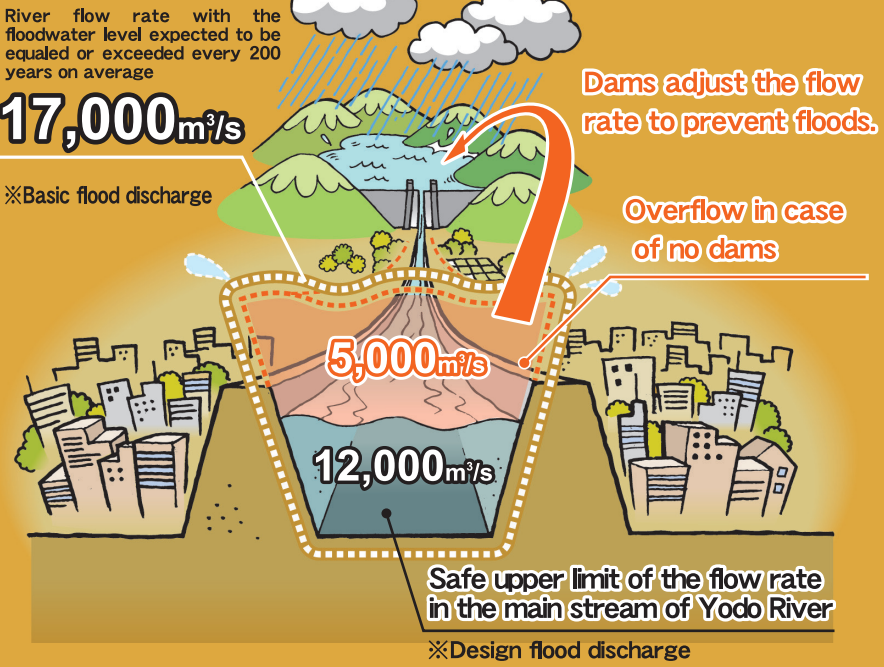 River flow rate with the
floodwater level expected to be
equaled or exceeded every 200
years on average
17,000m³/s
※Basic flood discharge
Dams adjust the flow
rate to prevent floods.
Overflow in case
of no dams
5,000m³/s
12,000m³/s
Safe upper limit of the flow rate
in the main stream of Yodo River
※Design flood discharge